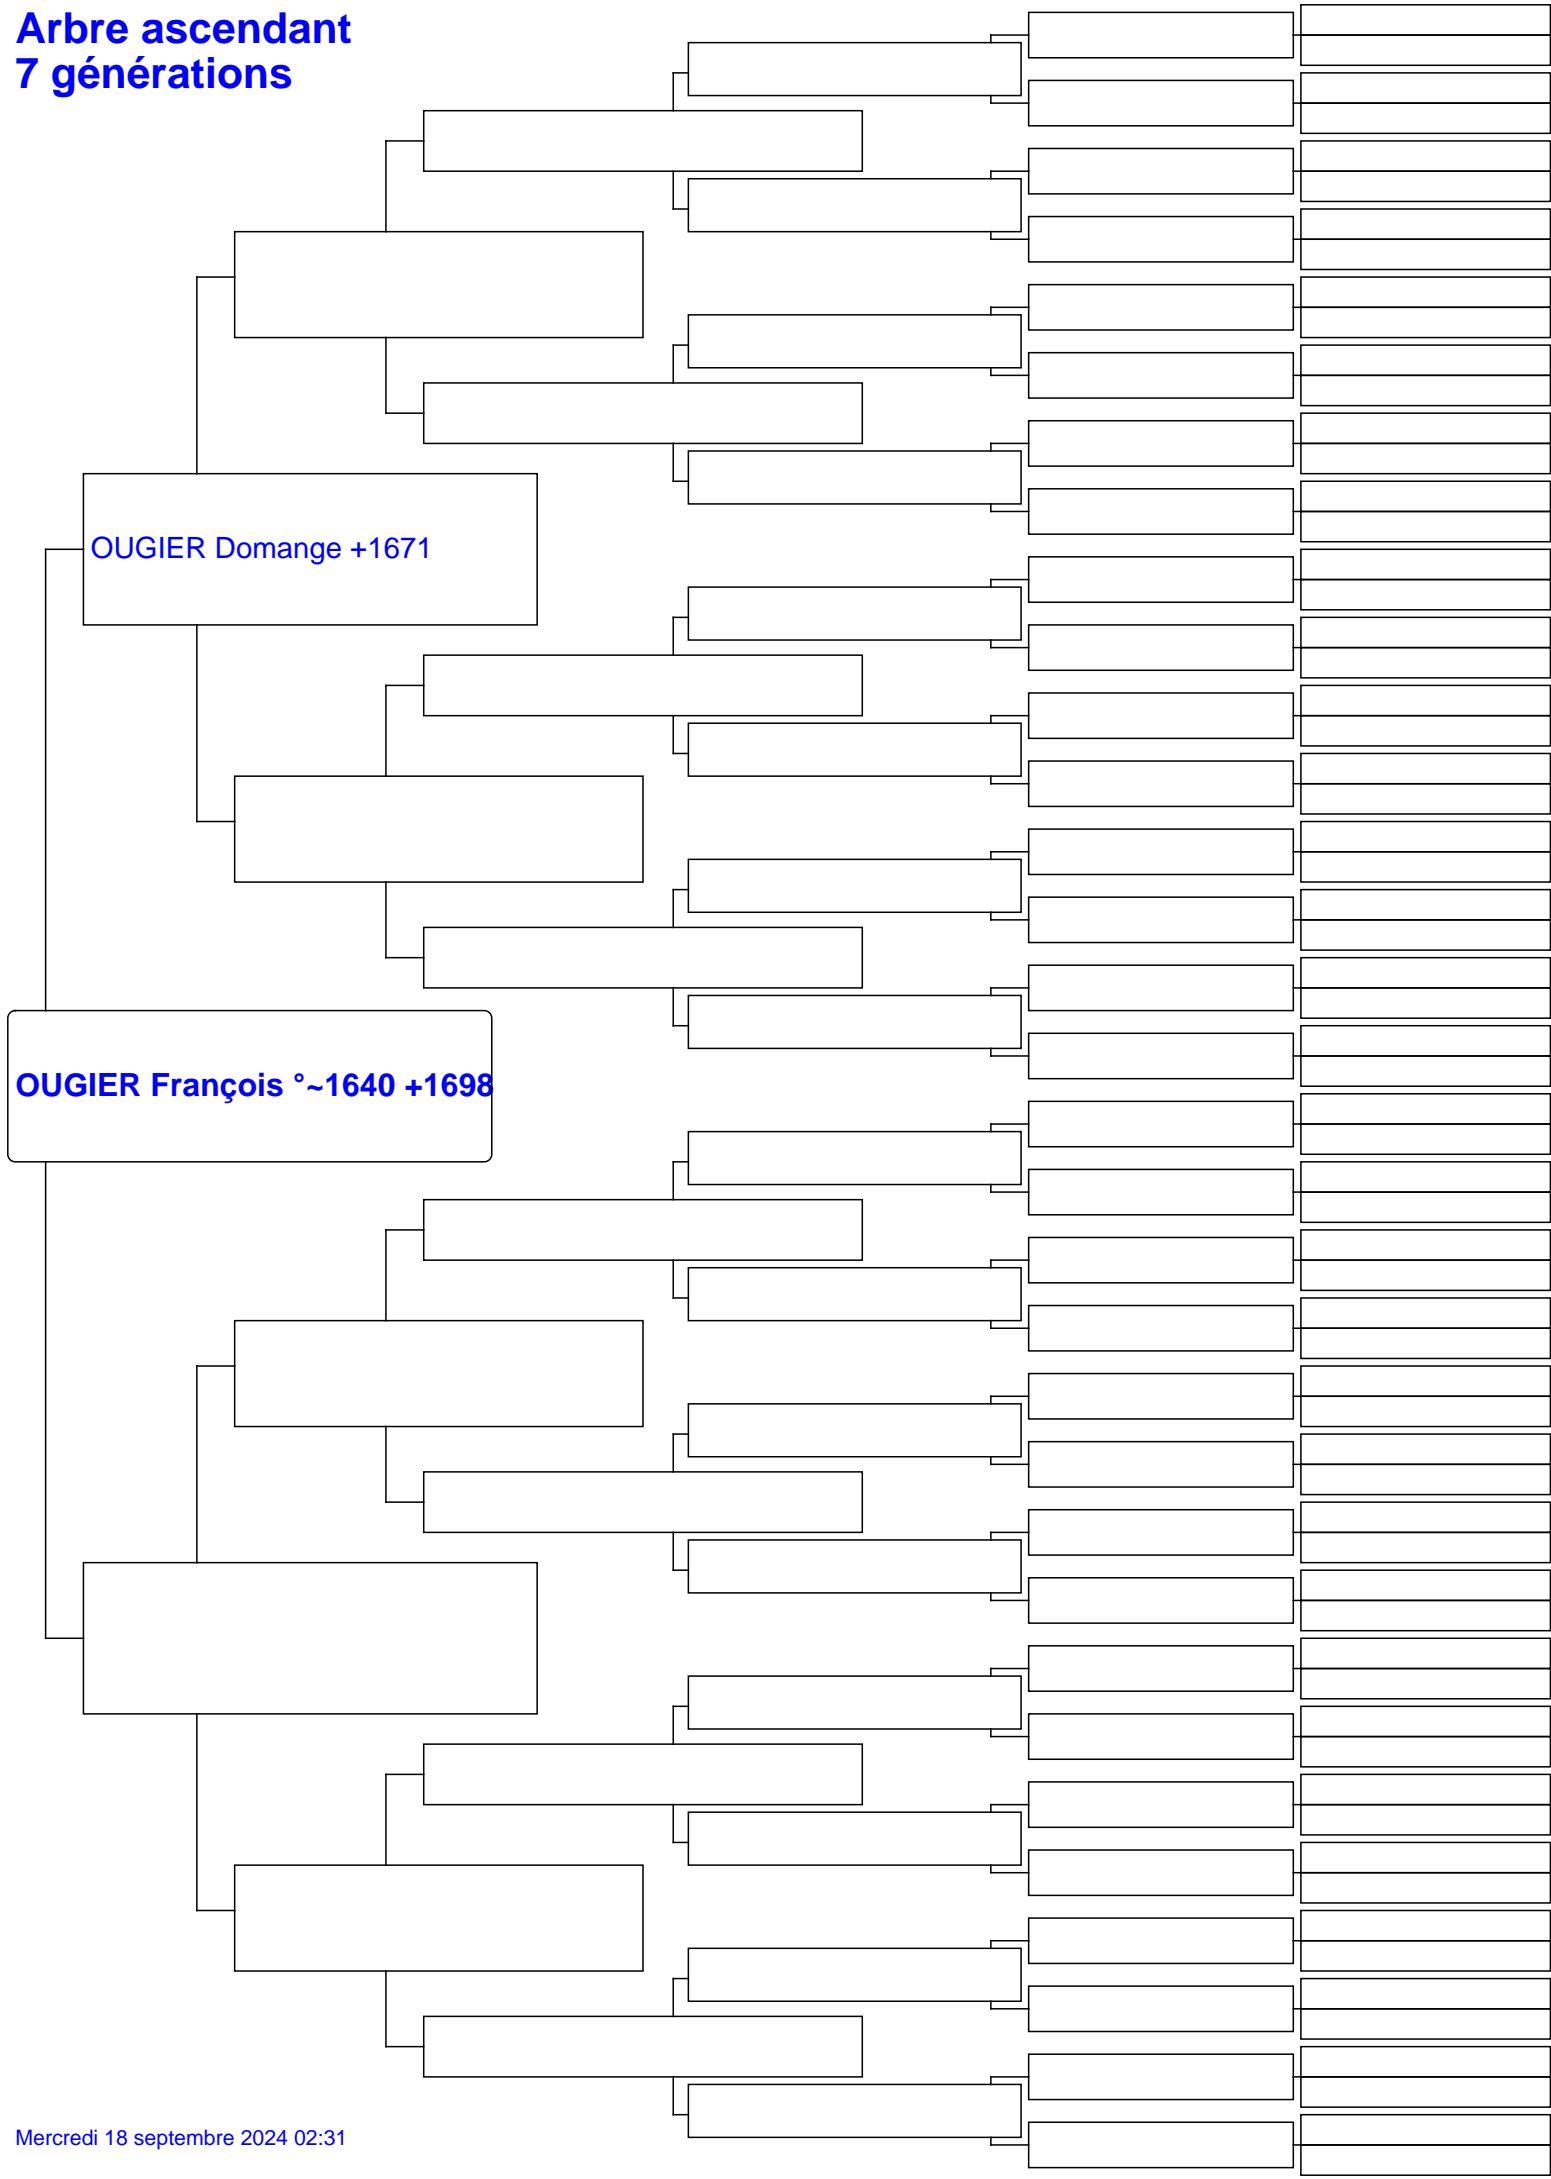 Arbre ascendant
7 générations
OUGIER Domange +1671
OUGIER François °~1640 +1698
Mercredi 18 septembre 2024 02:31